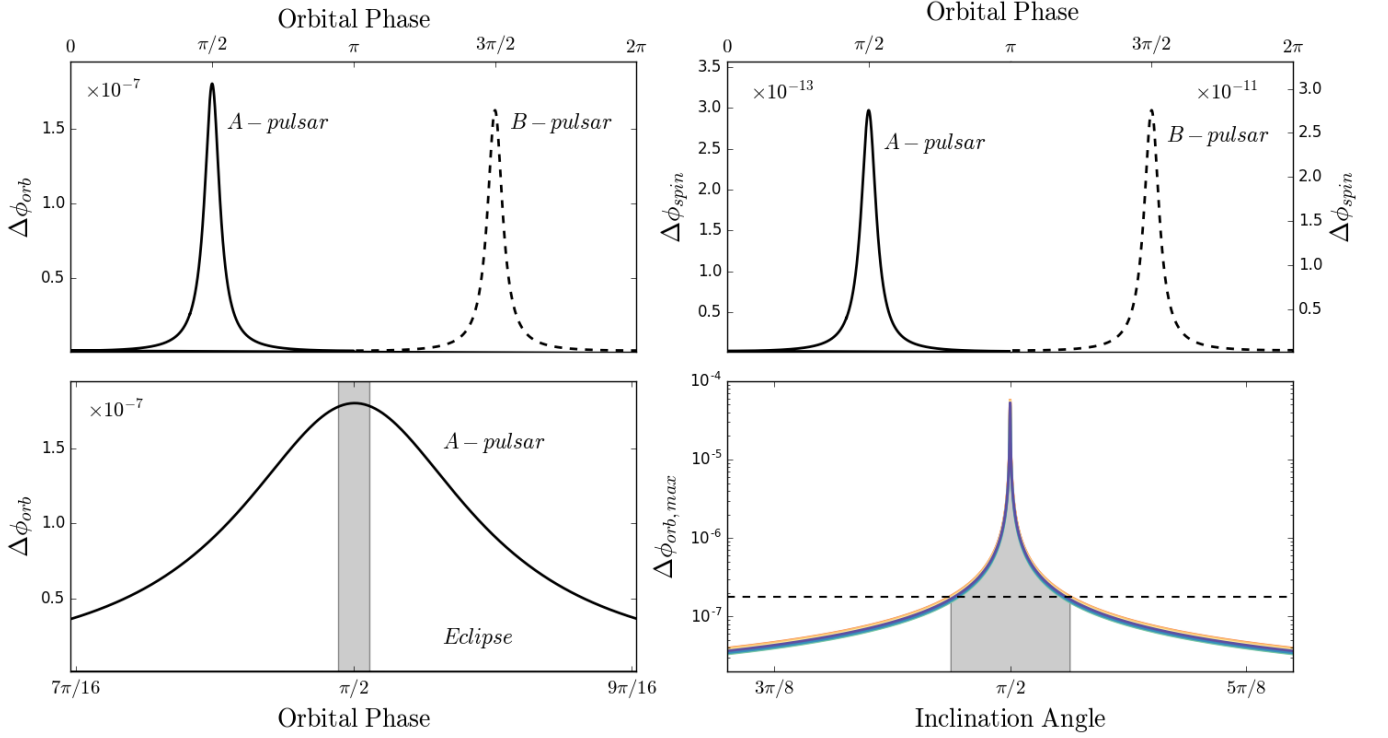 Orbital Phase
0 π/2 π 3π/2 2π
×10⁻⁷
A − pulsar
B − pulsar
1.5
1.0
0.5
Δϕ_orb
Orbital Phase
0 π/2 π 3π/2 2π
×10⁻¹³
×10⁻¹¹
A − pulsar
B − pulsar
3.5
3.0
2.5
2.0
1.5
1.0
0.5
Δϕ_spin
3.0
2.5
2.0
1.5
1.0
0.5
Δϕ_spin
×10⁻⁷
A − pulsar
Eclipse
1.5
1.0
0.5
Δϕ_orb
7π/16 π/2 9π/16
Orbital Phase
10⁻⁴
10⁻⁵
10⁻⁶
10⁻⁷
Δϕ_orb,max
3π/8 π/2 5π/8
Inclination Angle